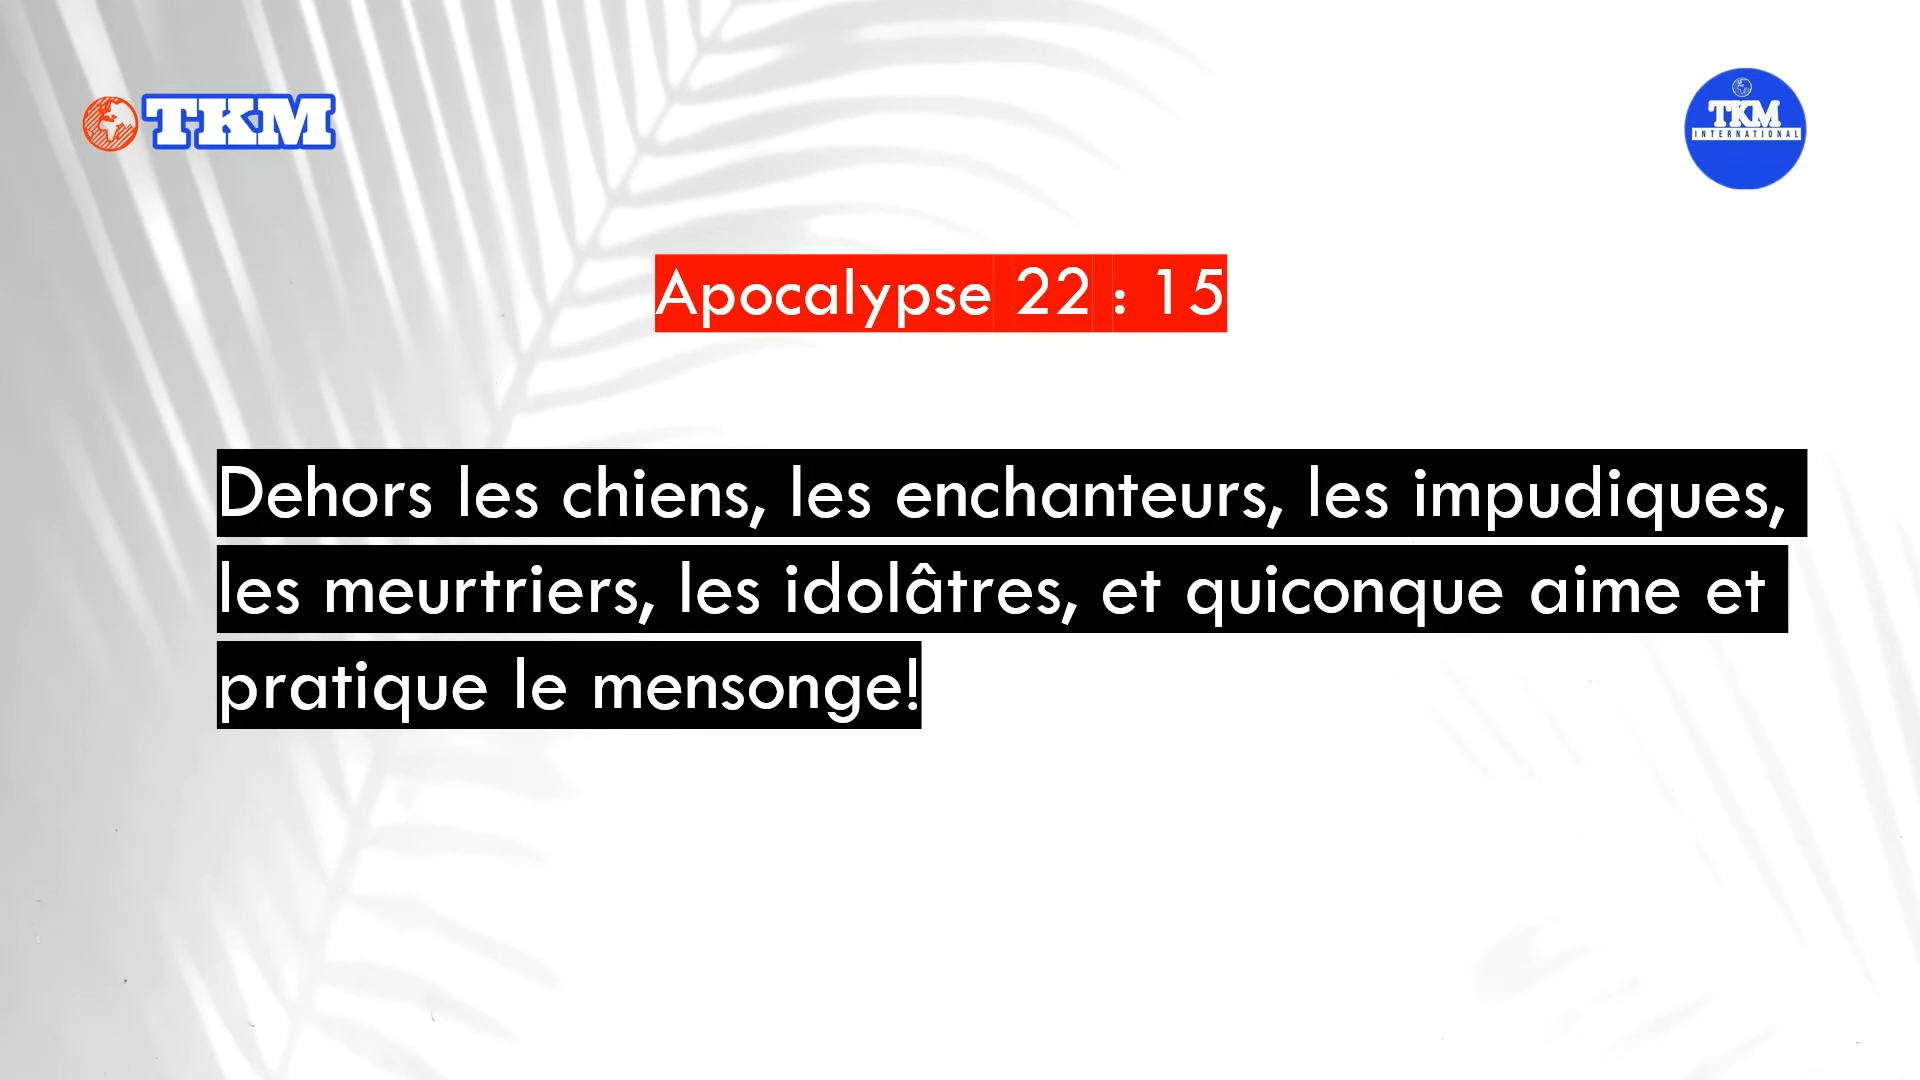 TKM
TKM
INTERNATIONAL
Apocalypse 22 : 15
Dehors les chiens, les enchanteurs, les impudiques,
les meurtriers, les idolâtres, et quiconque aime et
pratique le mensonge!